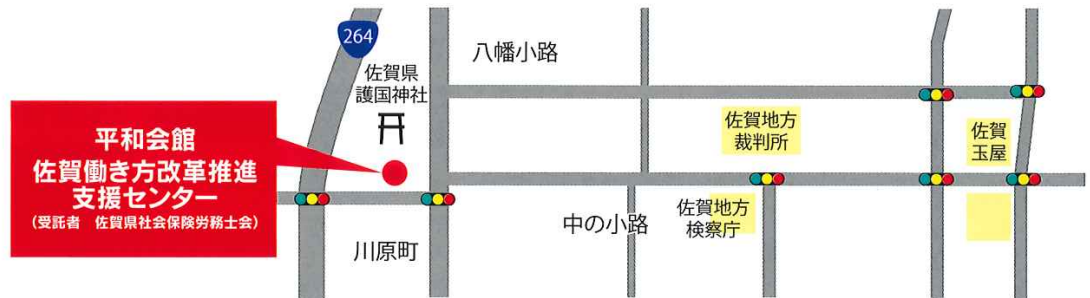 264
八幡小路
佐賀県
護国神社
平和会館
佐賀働き方改革推進
支援センター
(受託者　佐賀県社会保険労務士会)
佐賀地方
裁判所
佐賀
玉屋
佐賀地方
検察庁
中の小路
川原町